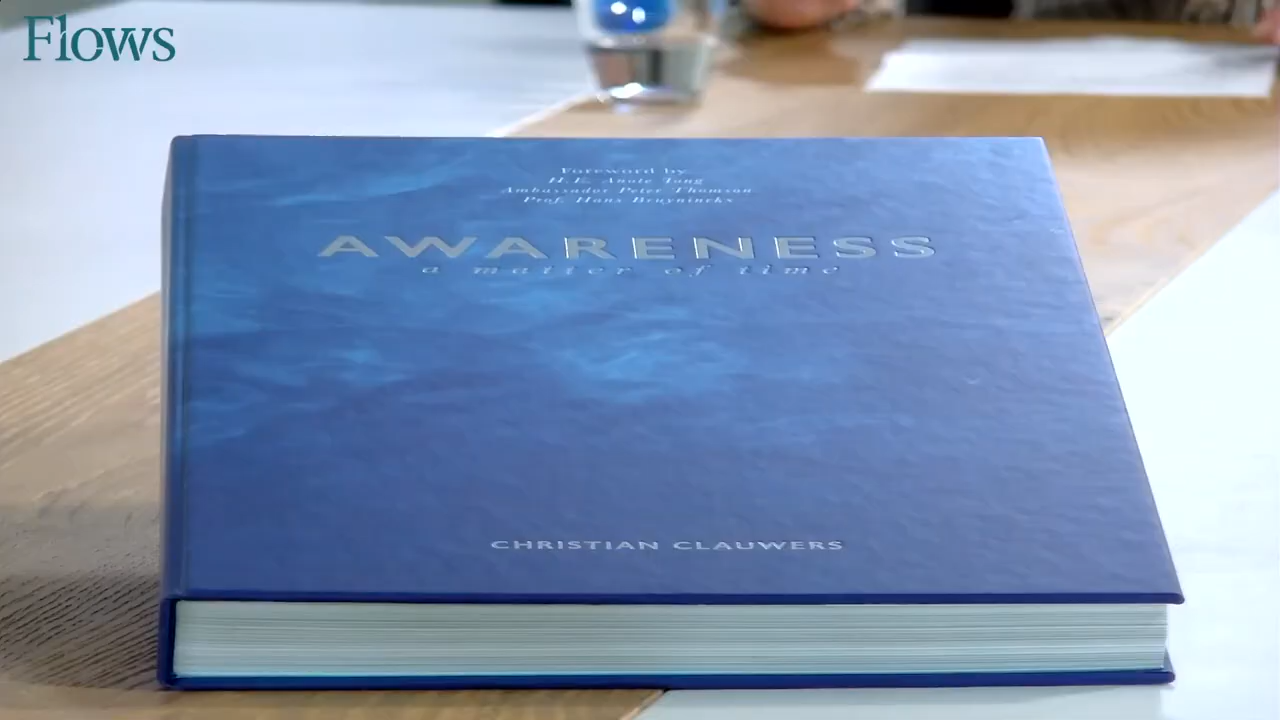 Flows
Foreword by
H.E. Anote Tong
Ambassador Peter Thomson
Prof. Hans Bruyninckx
AWARENESS
a matter of time
CHRISTIAN CLAUWERS